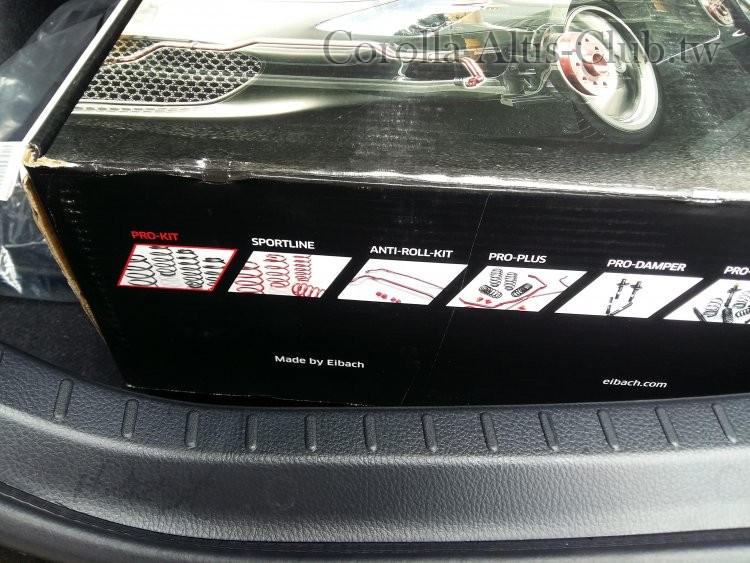 Corolla-Altis-Club.tw
PRO-KIT
SPORTLINE
ANTI-ROLL-KIT
PRO-PLUS
PRO-DAMPER
PRO-
Made by Eibach
eibach.com